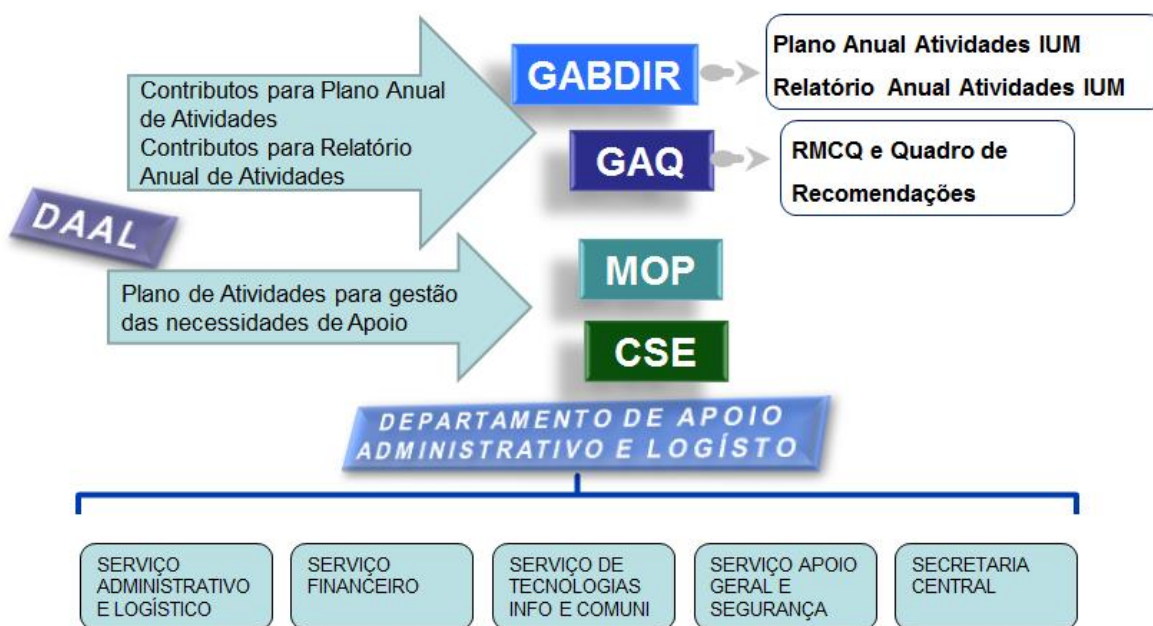 GABDIR
Plano Anual Atividades IUM
Relatório Anual Atividades IUM
Contributos para Plano Anual
de Atividades
Contributos para Relatório
Anual de Atividades
GAQ
RMCQ e Quadro de
Recomendações
DAAL
MOP
Plano de Atividades para gestão
das necessidades de Apoio
CSE
DEPARTAMENTO DE APOIO
ADMINISTRATIVO E LOGÍSTO
SERVIÇO
ADMINISTRATIVO
E LOGÍSTICO
SERVIÇO
FINANCEIRO
SERVIÇO DE
TECNOLOGIAS
INFO E COMUNI
SERVIÇO APOIO
GERAL E
SEGURANÇA
SECRETARIA
CENTRAL